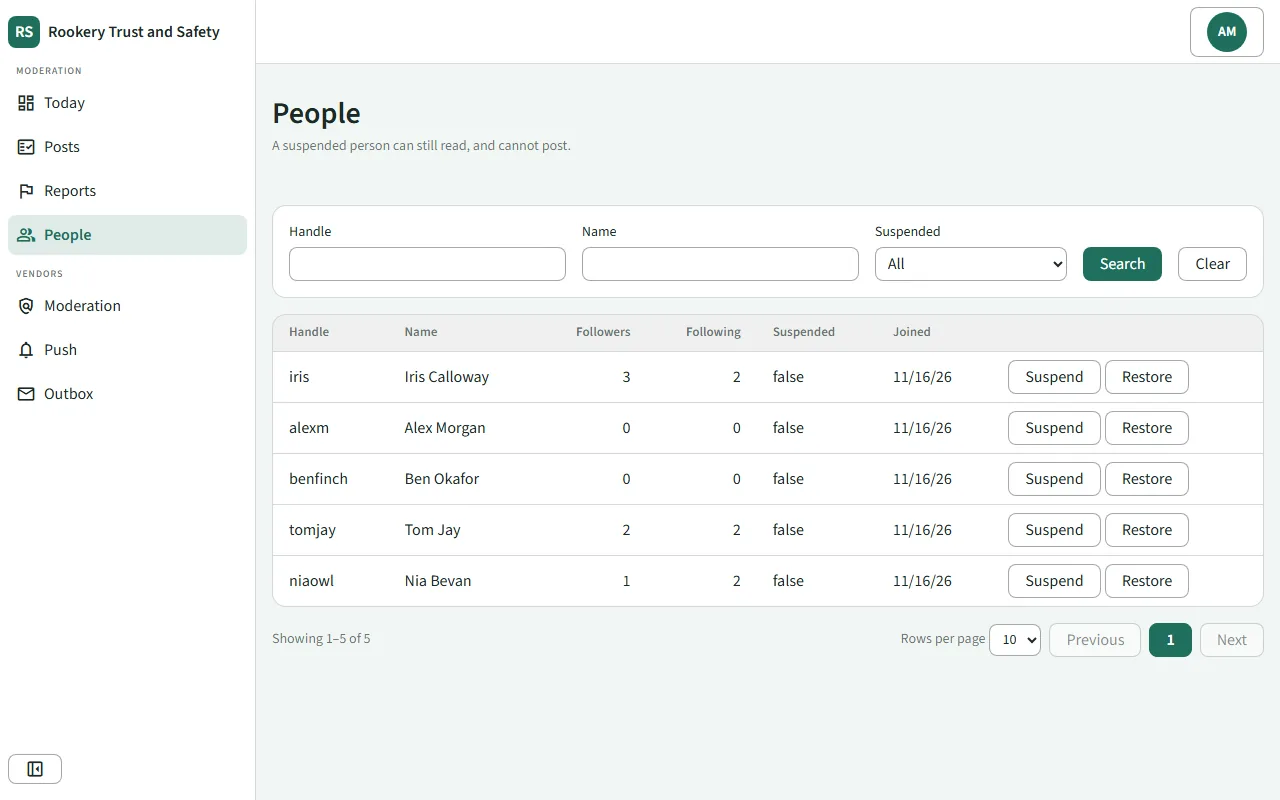 RS Rookery Trust and Safety
AM
MODERATION
Today
Posts
Reports
People
VENDORS
Moderation
Push
Outbox
People
A suspended person can still read, and cannot post.
Handle Name Suspended
All Search Clear
Handle Name Followers Following Suspended Joined
iris Iris Calloway 3 2 false 11/16/26 Suspend Restore
alexm Alex Morgan 0 0 false 11/16/26 Suspend Restore
benfinch Ben Okafor 0 0 false 11/16/26 Suspend Restore
tomjay Tom Jay 2 2 false 11/16/26 Suspend Restore
niaowl Nia Bevan 1 2 false 11/16/26 Suspend Restore
Showing 1–5 of 5 Rows per page 10 Previous 1 Next